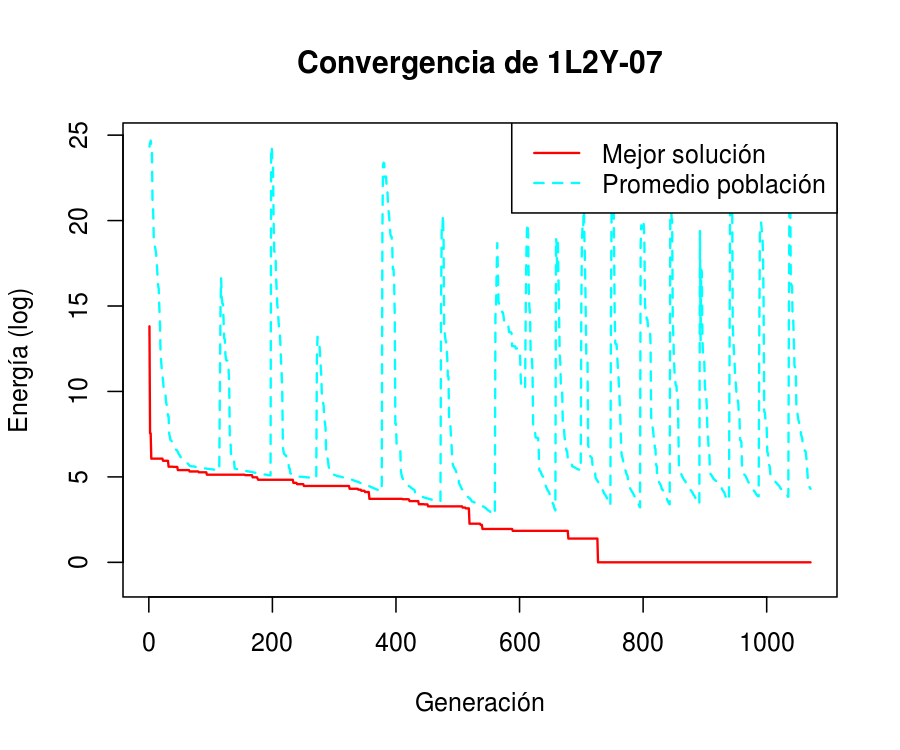 Convergencia de 1L2Y-07
Mejor solución
Promedio población
Energía (log)
25
20
15
10
5
0
0 200 400 600 800 1000
Generación